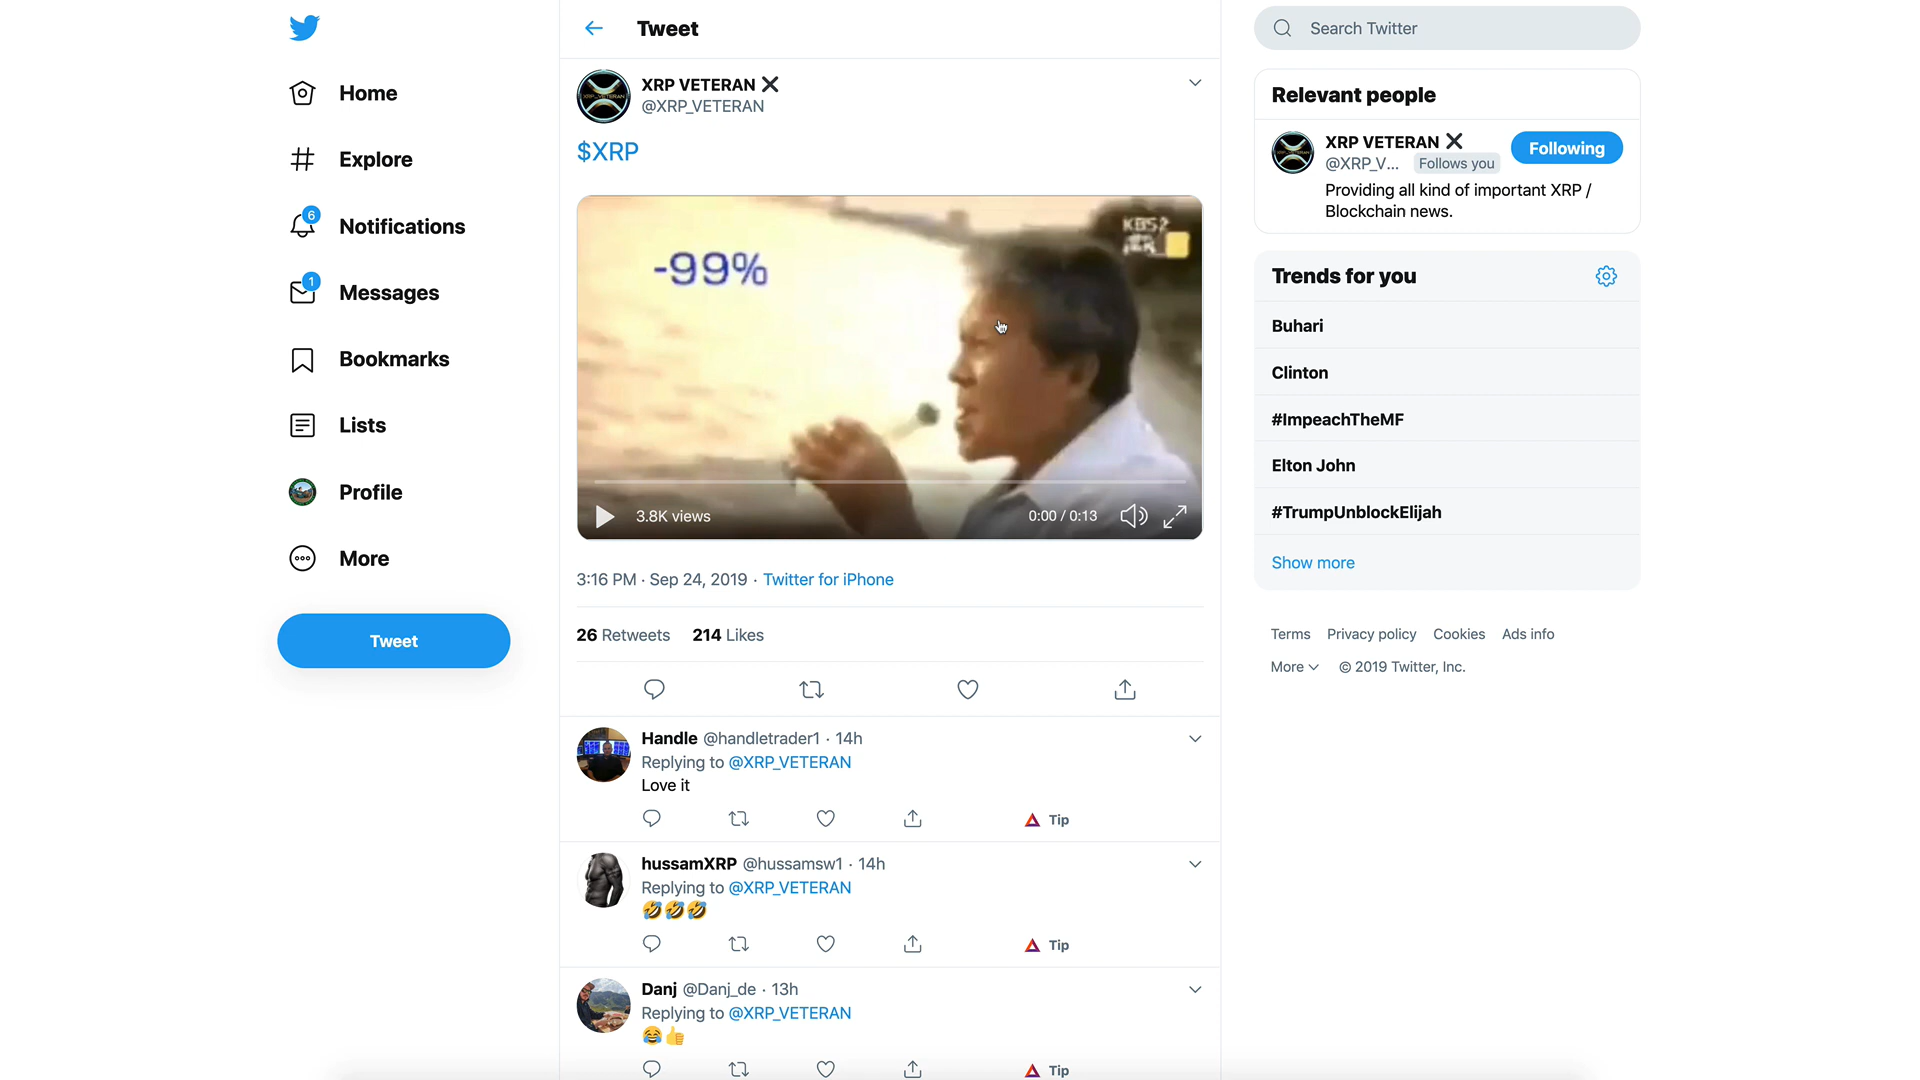 Home
Explore
6
Notifications
1
Messages
Bookmarks
Lists
Profile
More
Tweet
Tweet
XRP VETERAN ❌
@XRP_VETERAN
$XRP
-99%
KBS2
3.8K views
0:00 / 0:13
3:16 PM · Sep 24, 2019 · Twitter for iPhone
26 Retweets 214 Likes
Handle @handletrader1 · 14h
Replying to @XRP_VETERAN
Love it
Tip
hussamXRP @hussamsw1 · 14h
Replying to @XRP_VETERAN
🤣🤣🤣
Tip
Danj @Danj_de · 13h
Replying to @XRP_VETERAN
😂👍
Tip
Search Twitter
Relevant people
XRP VETERAN ❌
@XRP_V... Follows you
Following
Providing all kind of important XRP /
Blockchain news.
Trends for you
Buhari
Clinton
#ImpeachTheMF
Elton John
#TrumpUnblockElijah
Show more
Terms Privacy policy Cookies Ads info
More © 2019 Twitter, Inc.